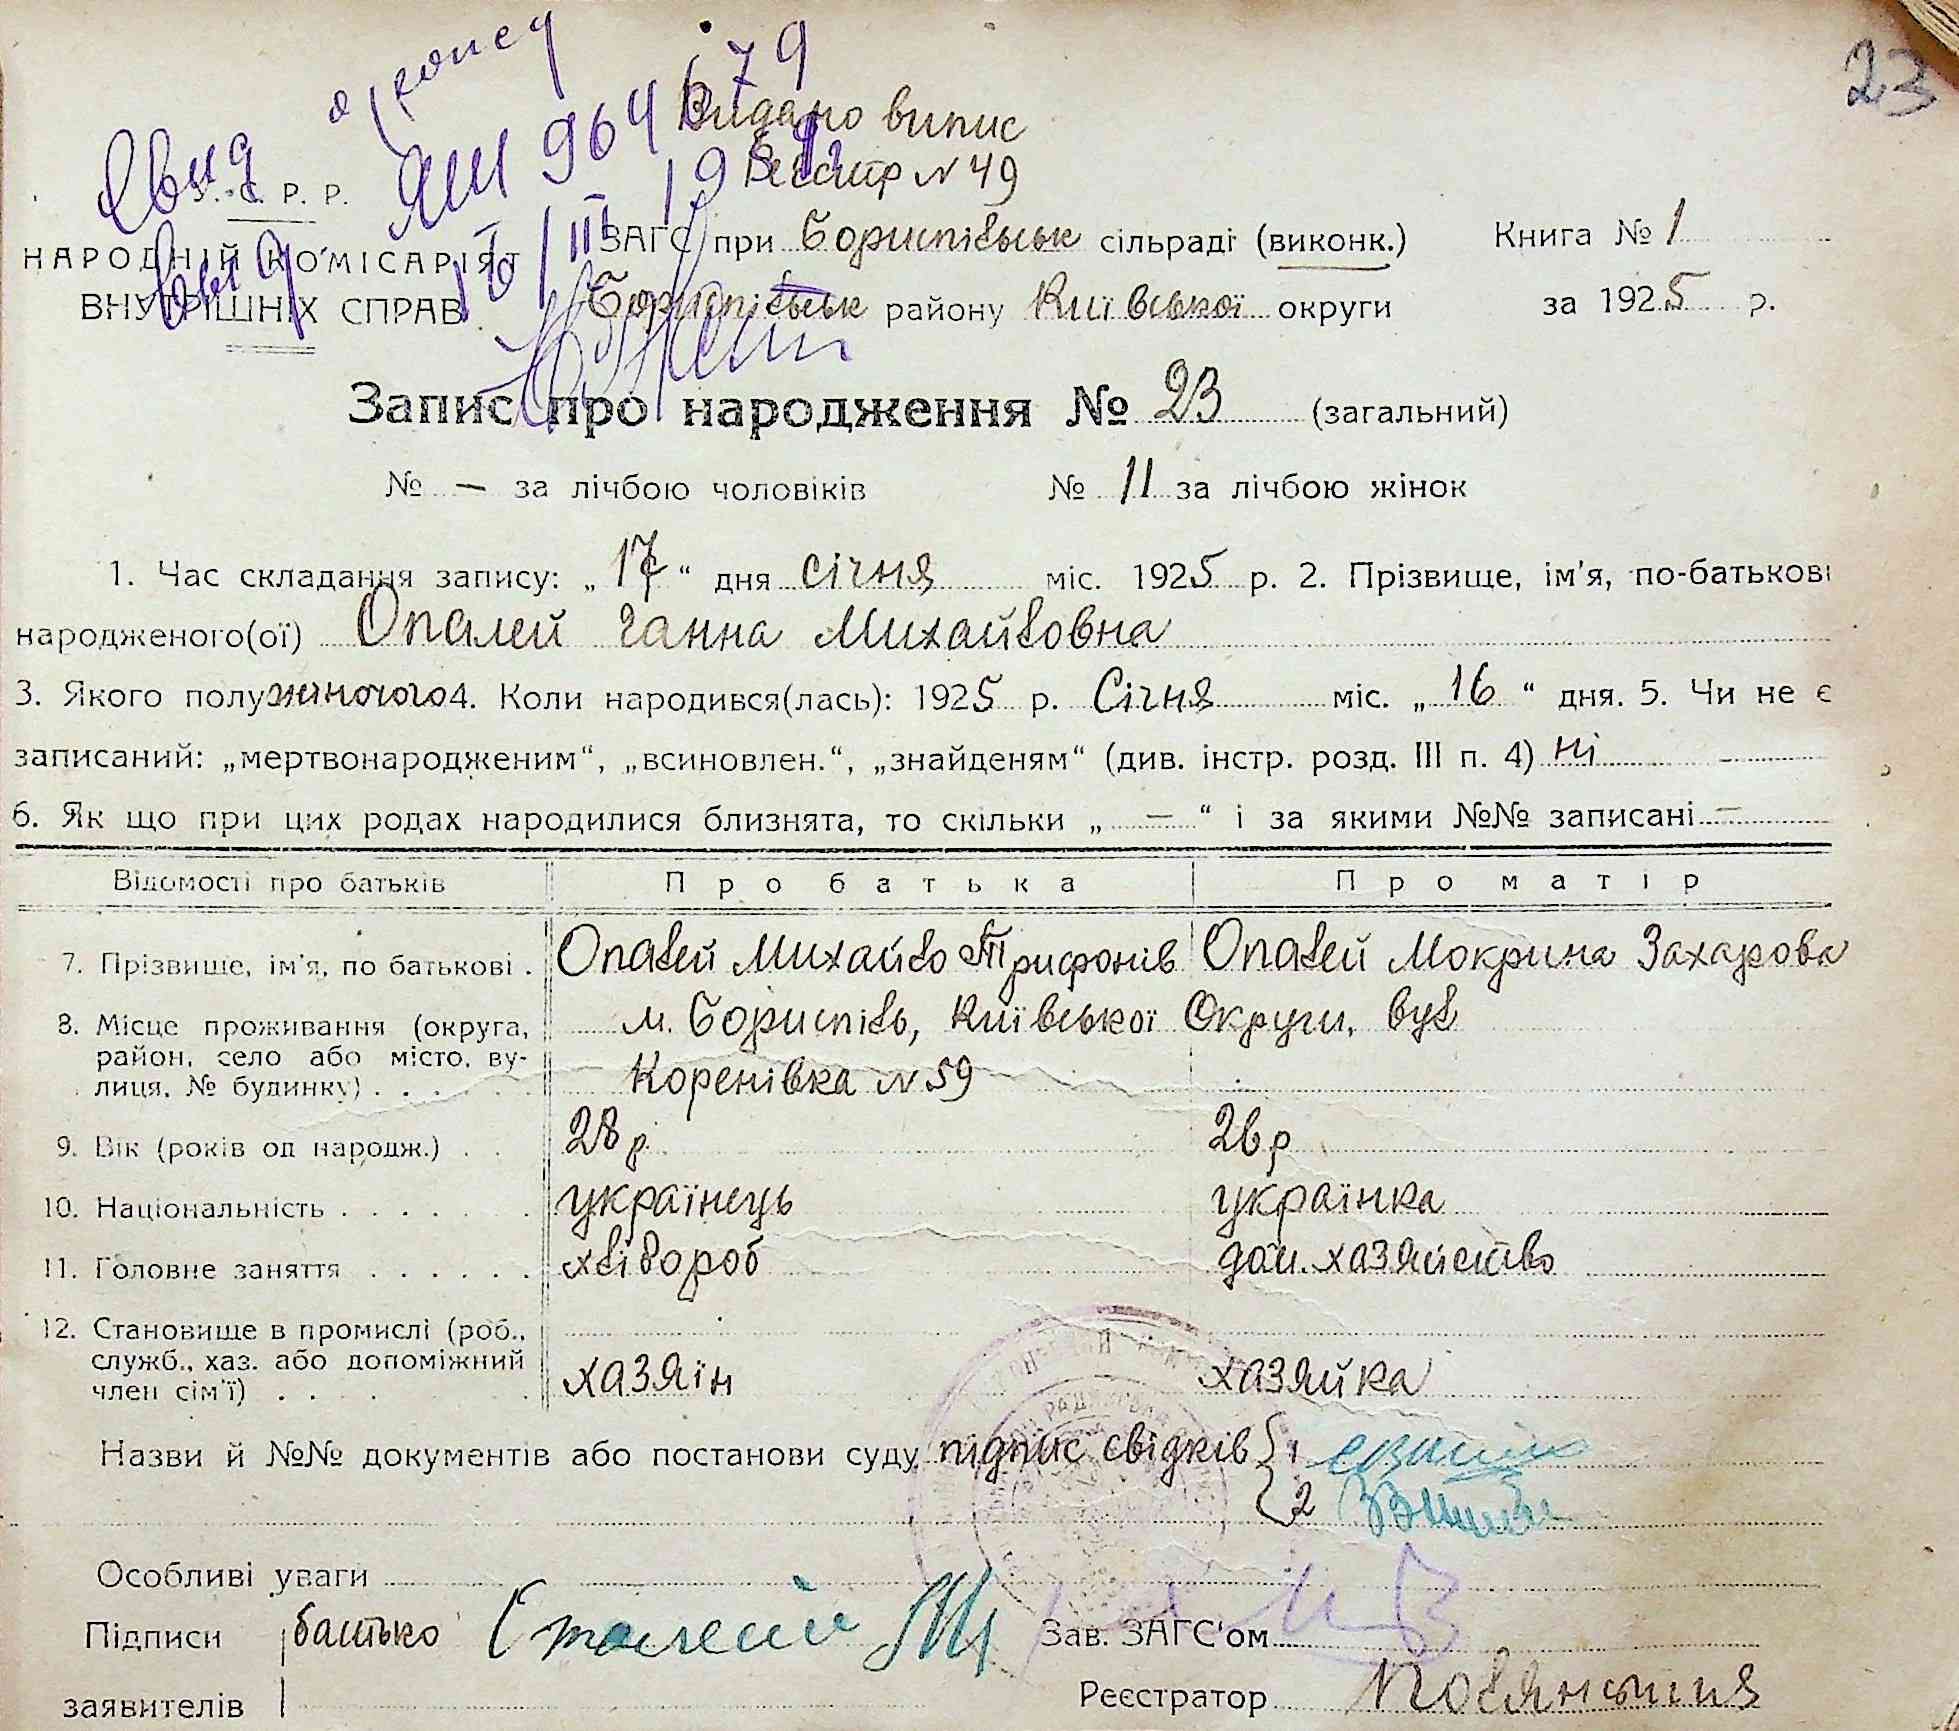 23
Видано випис
Реєстр № 49
Свид ЯШ 964679
У. С. Р. Р.
НАРОДНІЙ КОМІСАРІЯТ
ВНУТРІШНІХ СПРАВ
ЗАГС при Бориспільськ сільраді (виконк.) Книга № 1
Бориспільськ району Київської округи за 1925 р.
Запис про народження № 23 (загальний)
№ — за лічбою чоловіків № 11 за лічбою жінок
1. Час складання запису: „17“ дня січня міс. 1925 р. 2. Прізвище, ім’я, по-батькові
народженого(ої) Опалей Ганна Михайловна
3. Якого полу жіночого 4. Коли народився(лась): 1925 р. Січня міс. „16“ дня. 5. Чи не є
записаний: „мертвонародженим“, „всиновлен.“, „знайденям“ (див. інстр. розд. III п. 4) ні
6. Як що при цих родах народилися близнята, то скільки „ — “ і за якими №№ записані —
Відомості про батьків Про батька Про матір
7. Прізвище, ім’я, по батькові . Опалей Михайло Трифонів Опалей Мокрина Захарова
8. Місце проживання (округа, район, село або місто, вулиця, № будинку) . . . . . м. Бориспіль, Київської Округи, вул
Коренівка № 59
9. Вік (років од народж.) . . 28 р. 26 р
10. Національність . . . . . . . українець українка
11. Головне заняття . . . . . . хлібороб дом. хазяйство
12. Становище в промислі (роб., служб., хаз. або допоміжний член сім’ї) . . . . хазяїн хазяйка
Назви й №№ документів або постанови суду підпис свідків { 1
2
Особливі уваги
Підписи батько Зав. ЗАГС’ом
заявителів Реєстратор